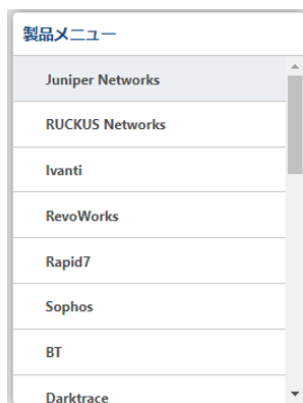 製品メニュー
Juniper Networks
RUCKUS Networks
Ivanti
RevoWorks
Rapid7
Sophos
BT
Darktrace